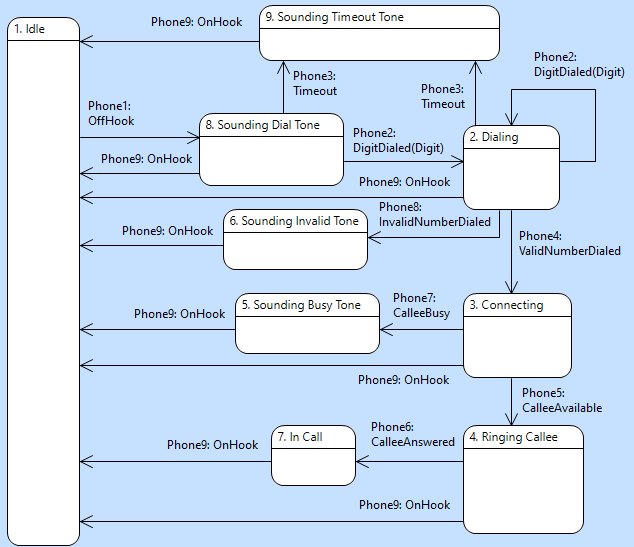 9. Sounding Timeout Tone
Phone9: OnHook
1. Idle
Phone2:
DigitDialed(Digit)
Phone3:
Timeout
Phone3:
Timeout
Phone1:
OffHook
8. Sounding Dial Tone
Phone2:
DigitDialed(Digit)
2. Dialing
Phone9: OnHook
Phone9: OnHook
Phone8:
InvalidNumberDialed
6. Sounding Invalid Tone
Phone9: OnHook
Phone4:
ValidNumberDialed
5. Sounding Busy Tone
Phone7:
CalleeBusy
3. Connecting
Phone9: OnHook
Phone9: OnHook
Phone5:
CalleeAvailable
7. In Call
Phone6:
CalleeAnswered
4. Ringing Callee
Phone9: OnHook
Phone9: OnHook